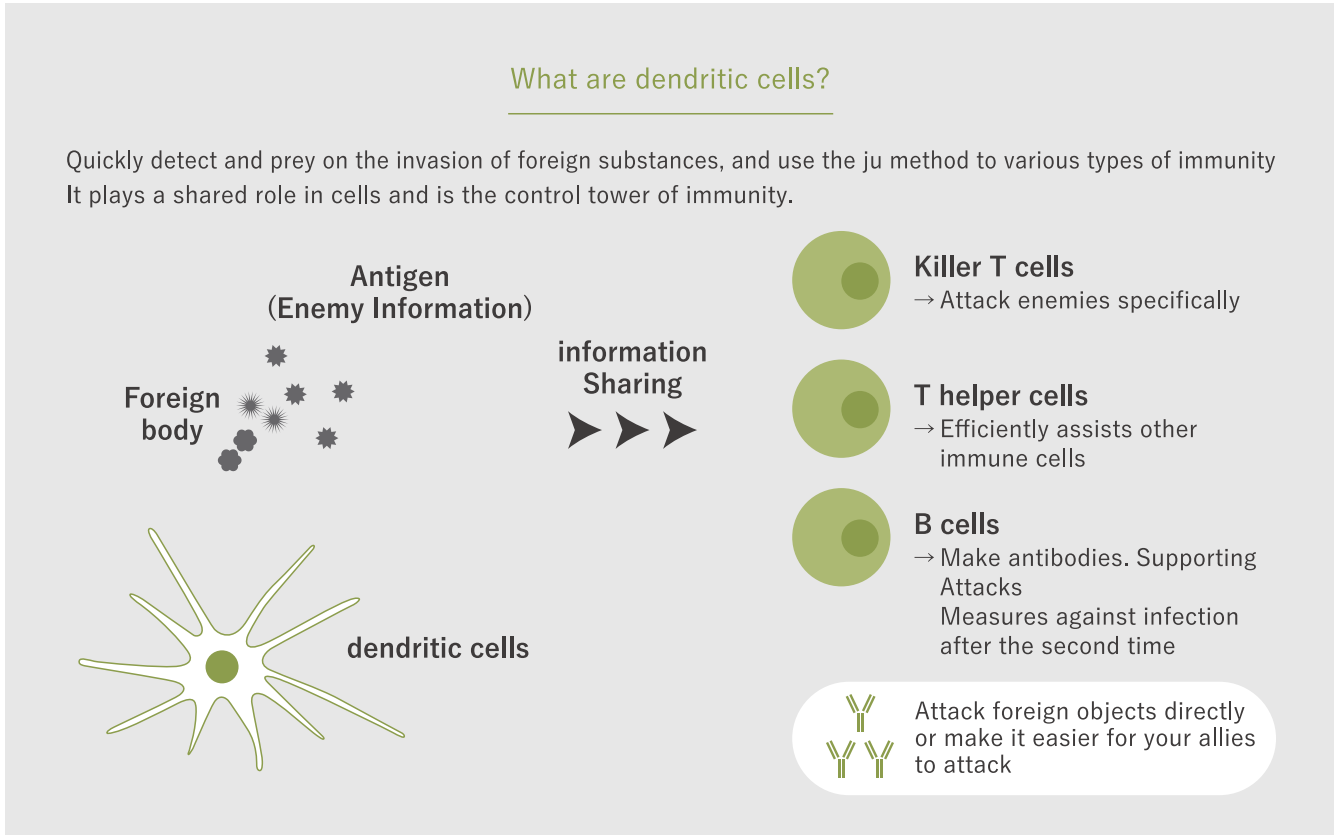 What are dendritic cells?
Quickly detect and prey on the invasion of foreign substances, and use the ju method to various types of immunity
It plays a shared role in cells and is the control tower of immunity.
Antigen
(Enemy Information)
Foreign
body
information
Sharing
dendritic cells
Killer T cells
→ Attack enemies specifically
T helper cells
→ Efficiently assists other
immune cells
B cells
→ Make antibodies. Supporting
Attacks
Measures against infection
after the second time
Attack foreign objects directly
or make it easier for your allies
to attack